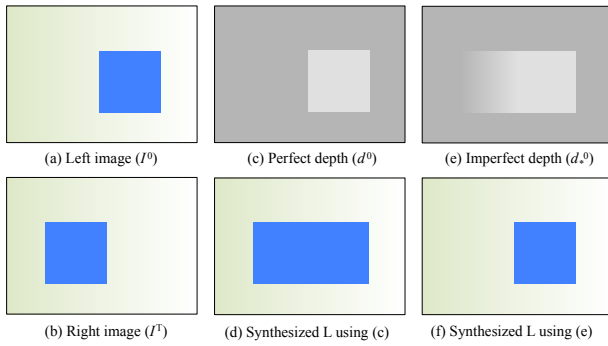 (a) Left image (I⁰)
(c) Perfect depth (d⁰)
(e) Imperfect depth (d*⁰)
(b) Right image (Iᵀ)
(d) Synthesized L using (c)
(f) Synthesized L using (e)